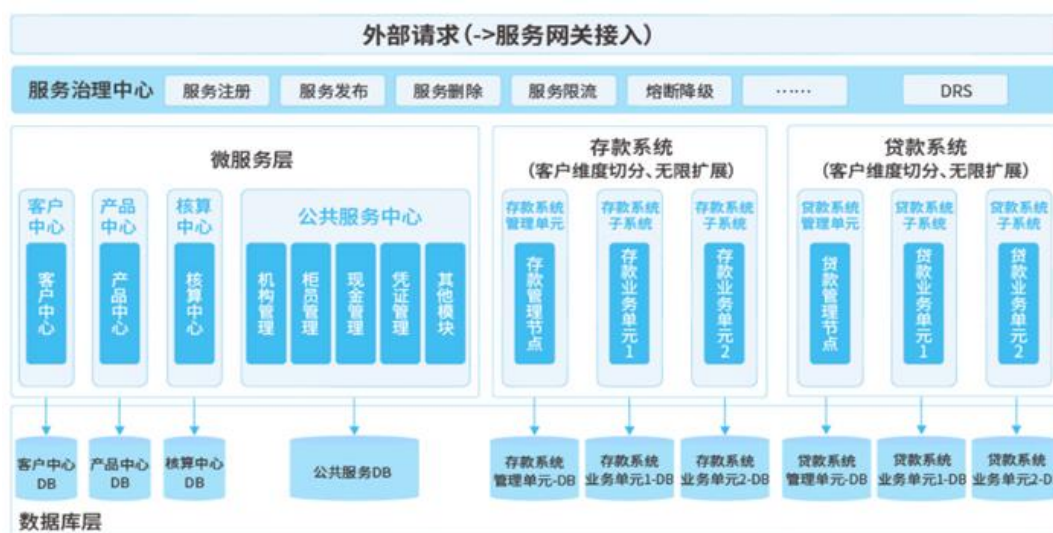 外部请求(->服务网关接入)
服务治理中心 服务注册 服务发布 服务删除 服务限流 熔断降级 …… DRS
微服务层
存款系统
(客户维度切分、无限扩展)
贷款系统
(客户维度切分、无限扩展)
客户
中心
产品
中心
核算
中心
公共服务中心
存款系统
管理单元
存款系统
子系统
存款系统
子系统
贷款系统
管理单元
贷款系统
子系统
贷款系统
子系统
客户中心
产品中心
核算中心
机构管理
柜员管理
现金管理
凭证管理
其他模块
存款管理节点
存款业务单元1
存款业务单元2
贷款管理节点
贷款业务单元1
贷款业务单元2
客户中心
DB
产品中心
DB
核算中心
DB
公共服务DB
存款系统
管理单元-DB
存款系统
业务单元1-DB
存款系统
业务单元2-DB
贷款系统
管理单元-DB
贷款系统
业务单元1-DB
贷款系统
业务单元2-D
数据库层